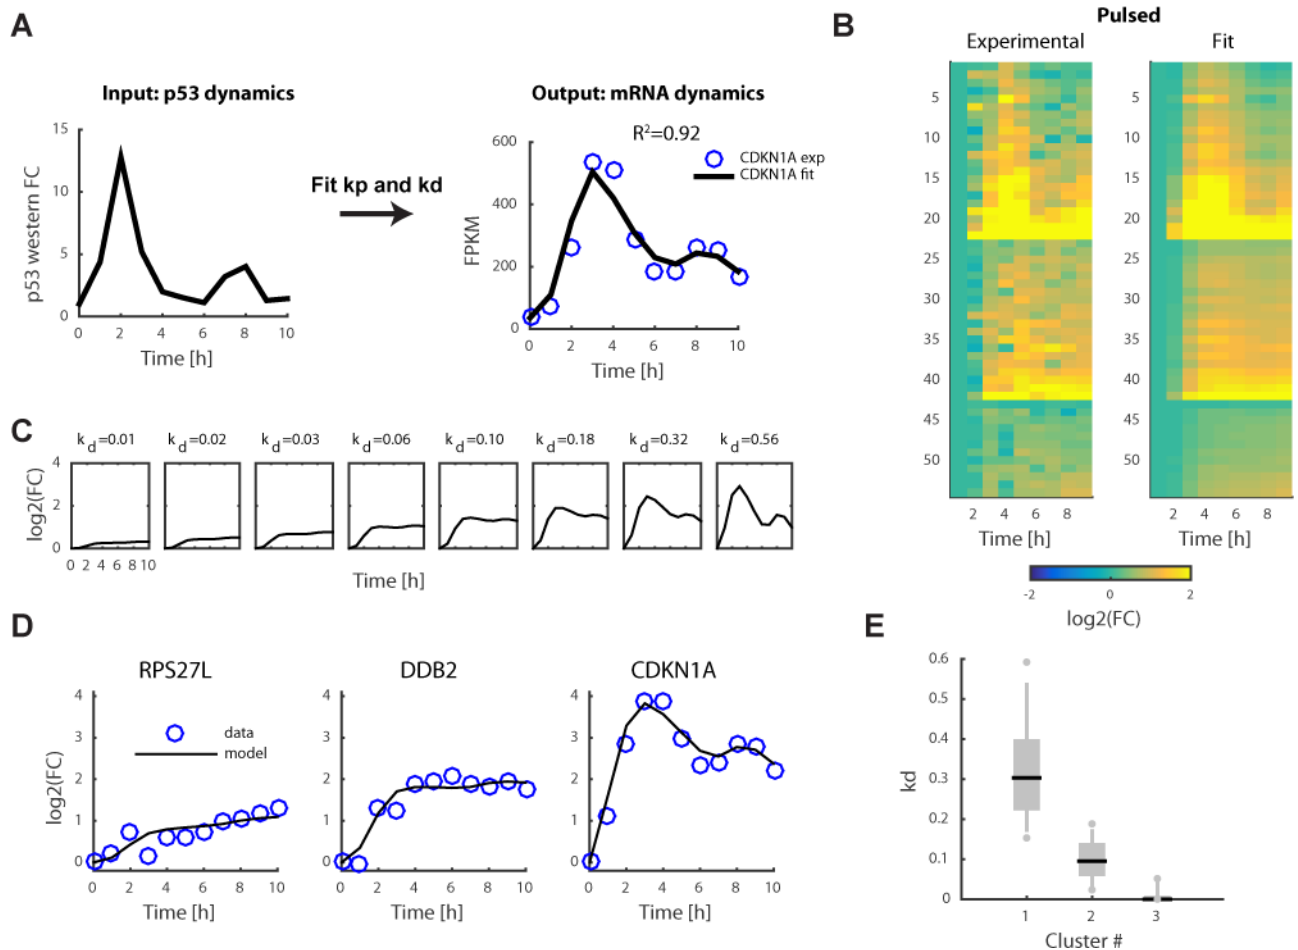 A
Input: p53 dynamics
p53 western FC
15
10
5
0
0 2 4 6 8 10
Time [h]
Fit kp and kd
Output: mRNA dynamics
R²=0.92
CDKN1A exp
CDKN1A fit
FPKM
600
400
200
0
0 2 4 6 8 10
Time [h]
B
Pulsed
Experimental
Fit
5
10
15
20
25
30
35
40
45
50
2 4 6 8
Time [h]
5
10
15
20
25
30
35
40
45
50
2 4 6 8
Time [h]
-2 0 2
log2(FC)
C
k d =0.01
k d =0.02
k d =0.03
k d =0.06
k d =0.10
k d =0.18
k d =0.32
k d =0.56
log2(FC)
4
2
0
0 2 4 6 8 10
Time [h]
D
RPS27L
data
model
log2(FC)
4
3
2
1
0
0 2 4 6 8 10
Time [h]
DDB2
4
3
2
1
0
0 2 4 6 8 10
Time [h]
CDKN1A
4
3
2
1
0
0 2 4 6 8 10
Time [h]
E
kd
0.6
0.5
0.4
0.3
0.2
0.1
0
1 2 3
Cluster #